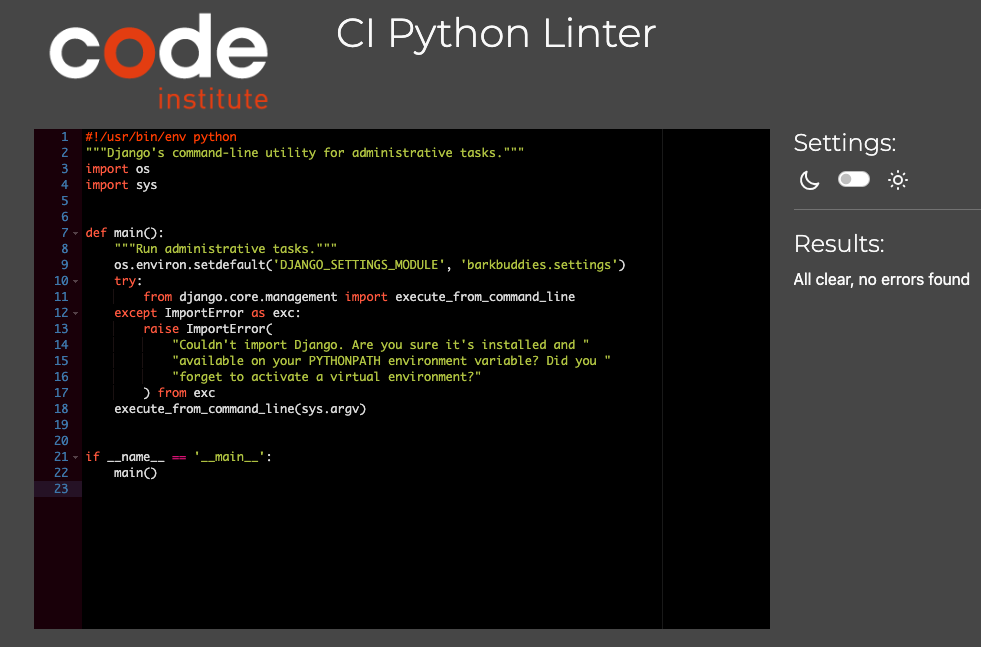 code
institute
CI Python Linter
1 #!/usr/bin/env python
2 """Django's command-line utility for administrative tasks."""
3 import os
4 import sys
5
6
7 def main():
8     """Run administrative tasks."""
9     os.environ.setdefault('DJANGO_SETTINGS_MODULE', 'barkbuddies.settings')
10     try:
11         from django.core.management import execute_from_command_line
12     except ImportError as exc:
13         raise ImportError(
14             "Couldn't import Django. Are you sure it's installed and "
15             "available on your PYTHONPATH environment variable? Did you "
16             "forget to activate a virtual environment?"
17         ) from exc
18     execute_from_command_line(sys.argv)
19
20
21 if __name__ == '__main__':
22     main()
23
Settings:
Results:
All clear, no errors found